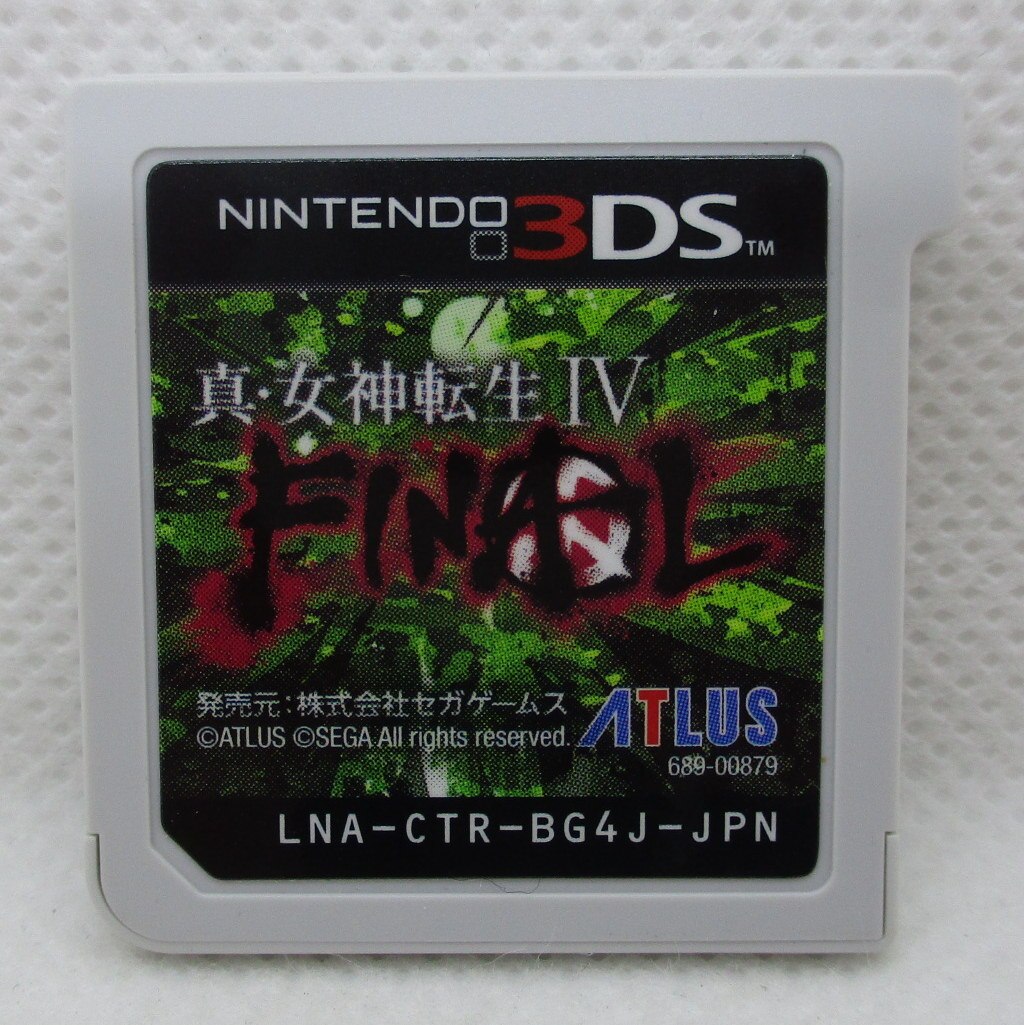 NINTENDO 3DS™
真・女神転生IV
FINAL
発売元：株式会社セガゲームス
©ATLUS ©SEGA All rights reserved.
ATLUS
689-00879
LNA-CTR-BG4J-JPN